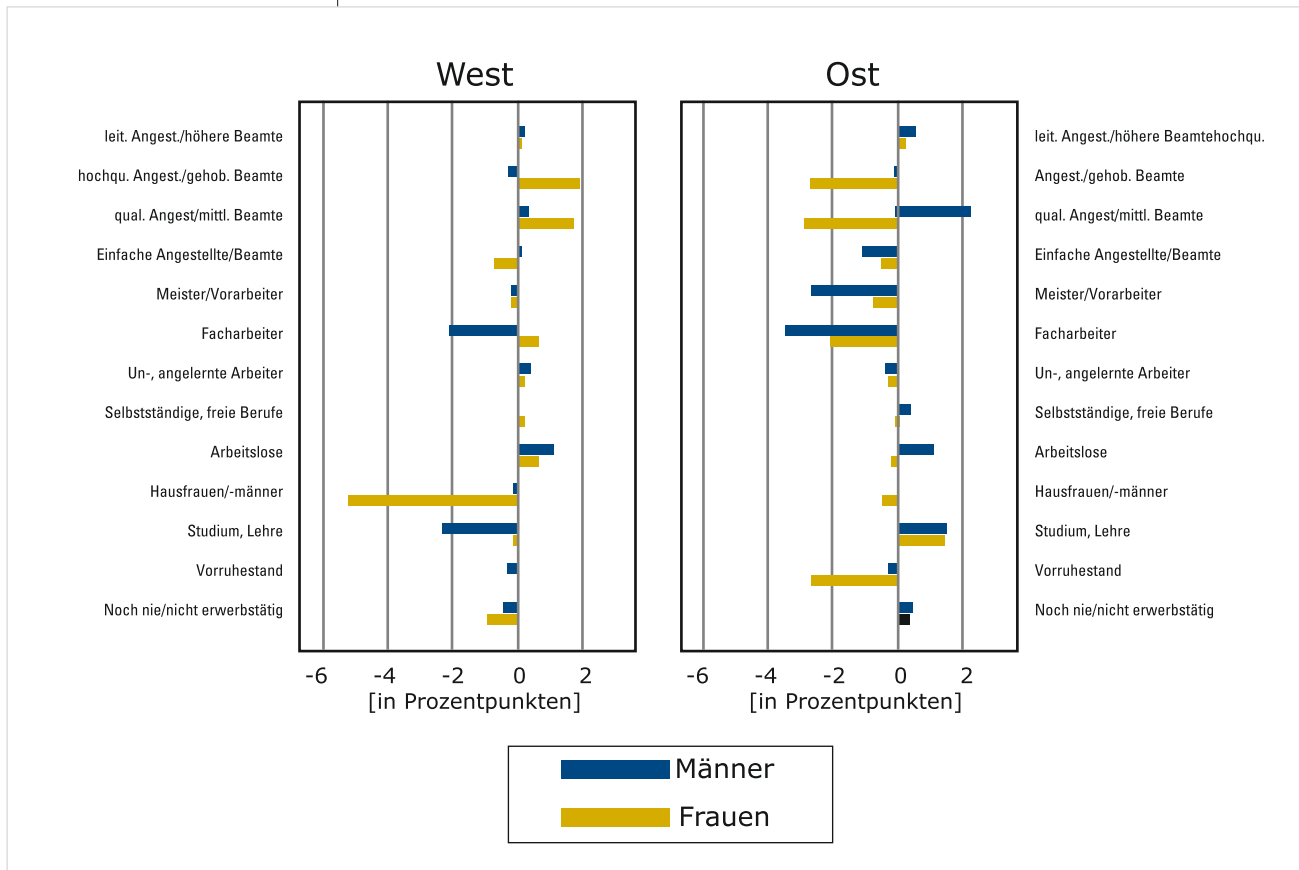 West
Ost
leit. Angest./höhere Beamte
hochqu. Angest./gehob. Beamte
qual. Angest/mittl. Beamte
Einfache Angestellte/Beamte
Meister/Vorarbeiter
Facharbeiter
Un-, angelernte Arbeiter
Selbstständige, freie Berufe
Arbeitslose
Hausfrauen/-männer
Studium, Lehre
Vorruhestand
Noch nie/nicht erwerbstätig
leit. Angest./höhere Beamtehochqu.
Angest./gehob. Beamte
qual. Angest/mittl. Beamte
Einfache Angestellte/Beamte
Meister/Vorarbeiter
Facharbeiter
Un-, angelernte Arbeiter
Selbstständige, freie Berufe
Arbeitslose
Hausfrauen/-männer
Studium, Lehre
Vorruhestand
Noch nie/nicht erwerbstätig
-6 -4 -2 0 2
[in Prozentpunkten]
-6 -4 -2 0 2
[in Prozentpunkten]
Männer
Frauen